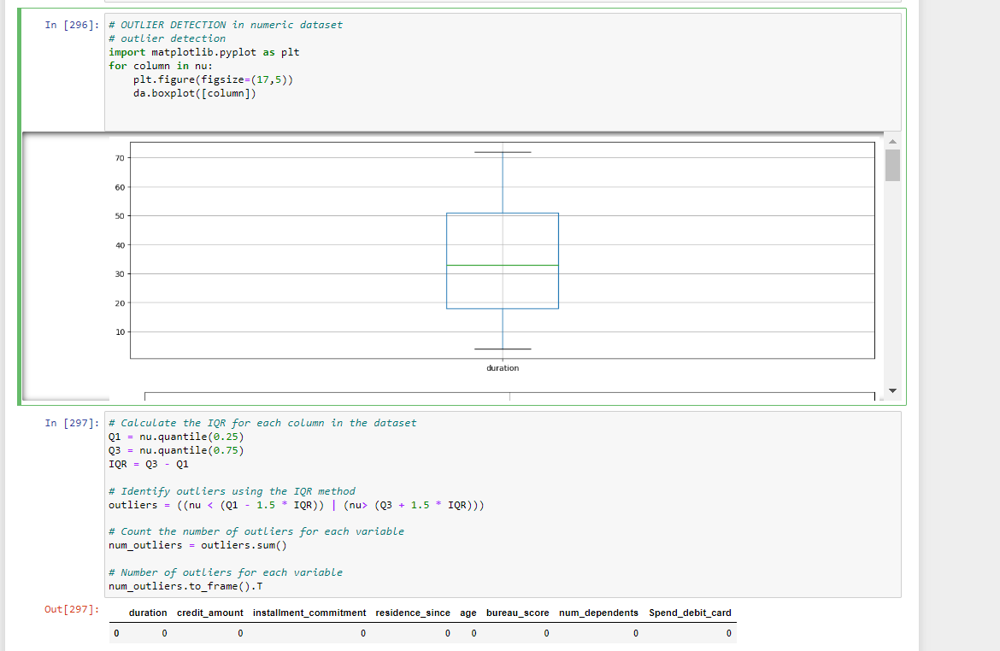 In [296]: # OUTLIER DETECTION in numeric dataset
# outlier detection
import matplotlib.pyplot as plt
for column in nu:
    plt.figure(figsize=(17,5))
    da.boxplot([column])
70
60
50
40
30
20
10
duration
In [297]: # Calculate the IQR for each column in the dataset
Q1 = nu.quantile(0.25)
Q3 = nu.quantile(0.75)
IQR = Q3 - Q1
# Identify outliers using the IQR method
outliers = ((nu < (Q1 - 1.5 * IQR)) | (nu> (Q3 + 1.5 * IQR)))
# Count the number of outliers for each variable
num_outliers = outliers.sum()
# Number of outliers for each variable
num_outliers.to_frame().T
Out[297]: duration credit_amount installment_commitment residence_since age bureau_score num_dependents Spend_debit_card
0 0 0 0 0 0 0 0 0